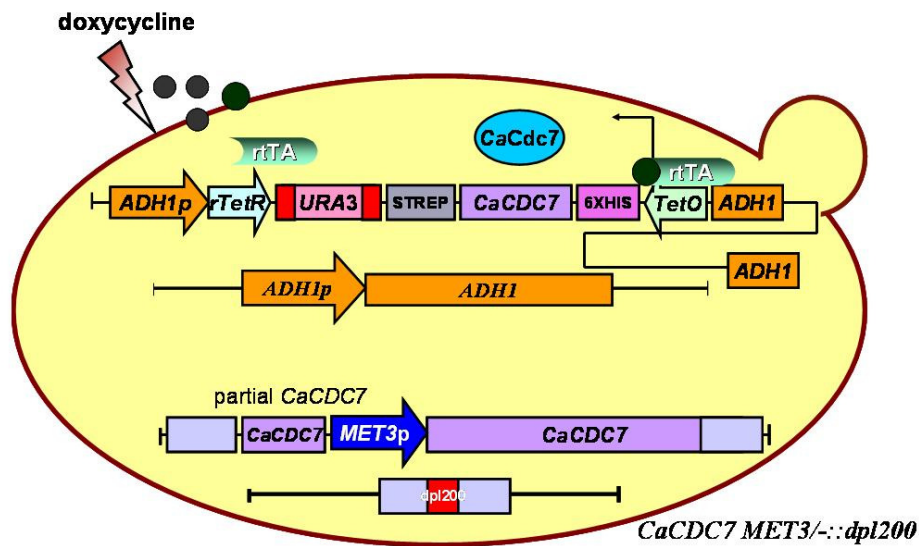 doxycycline
rtTA
CaCdc7
rtTA
ADH1p rTetR URA3 STREP CaCDC7 6XHIS TetO ADH1
ADH1
ADH1p ADH1
partial CaCDC7
CaCDC7 MET3p CaCDC7
dpl200
CaCDC7 MET3/-::dpl200